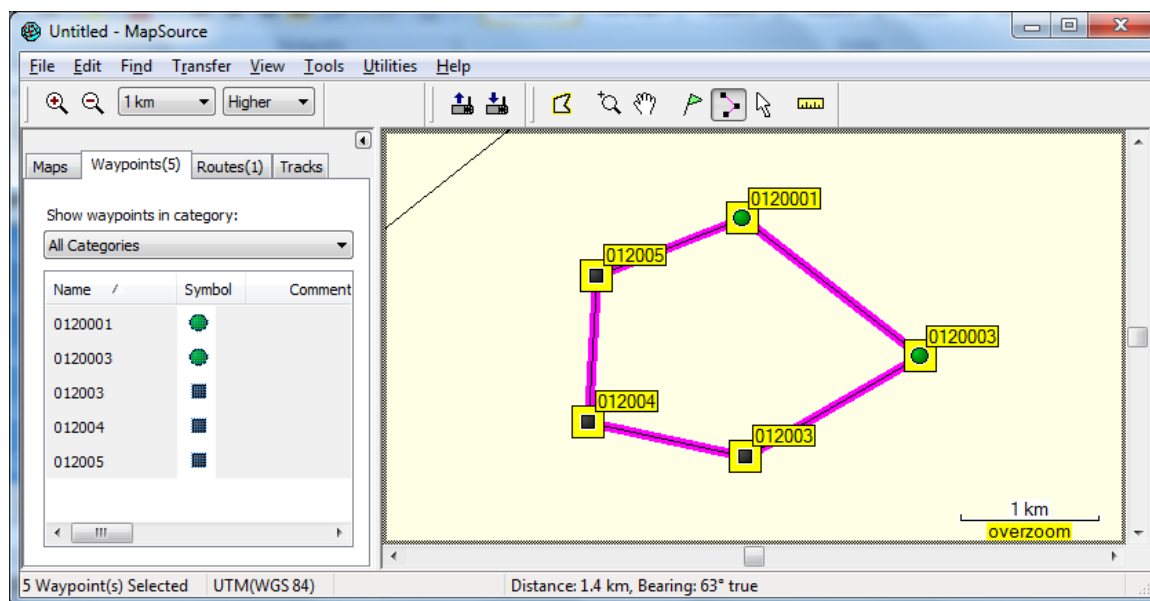 Untitled - MapSource
File Edit Find Transfer View Tools Utilities Help
1 km Higher
Maps Waypoints(5) Routes(1) Tracks
Show waypoints in category:
All Categories
Name Symbol Comment
0120001
0120003
012003
012004
012005
0120001
012005
0120003
012004
012003
1 km
overzoom
5 Waypoint(s) Selected UTM(WGS 84) Distance: 1.4 km, Bearing: 63° true